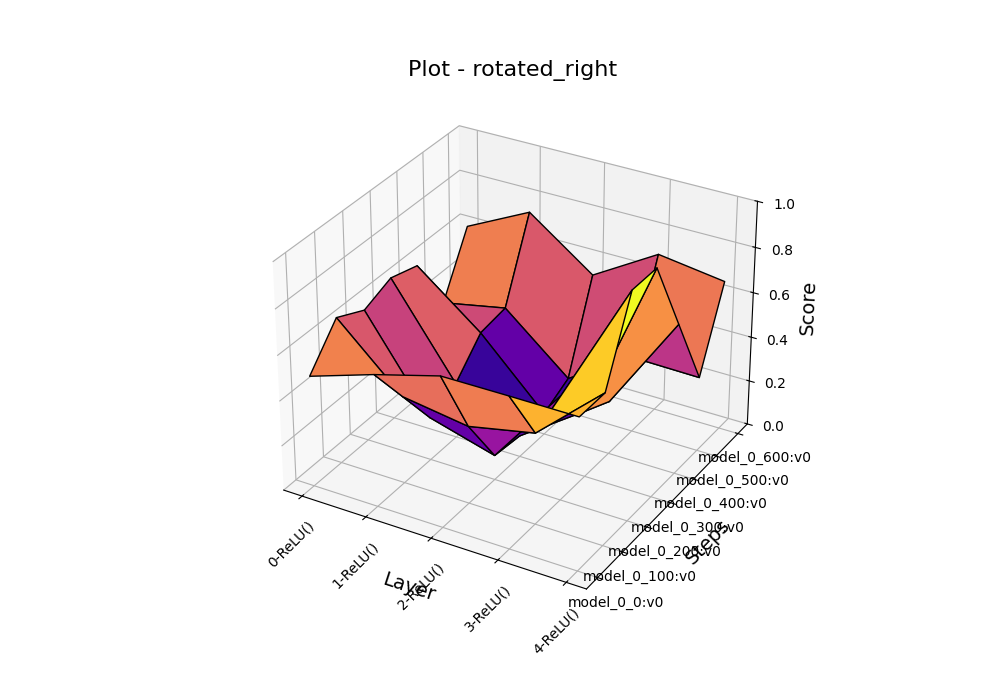 Plot - rotated_right
1.0
0.8
0.6
0.4
0.2
0.0
Score
model_0_600:v0
model_0_500:v0
model_0_400:v0
model_0_300:v0
model_0_200:v0
model_0_100:v0
model_0_0:v0
Steps
0-ReLU()
1-ReLU()
2-ReLU()
3-ReLU()
4-ReLU()
Layer